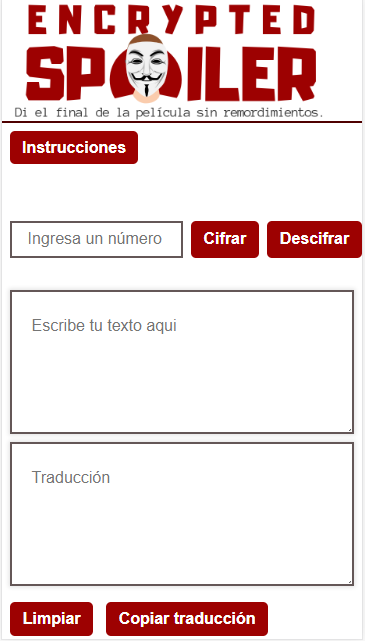 ENCRYPTED
SPOILER
Di el final de la película sin remordimientos.
Instrucciones
Ingresa un número Cifrar Descifrar
Escribe tu texto aqui
Traducción
Limpiar Copiar traducción